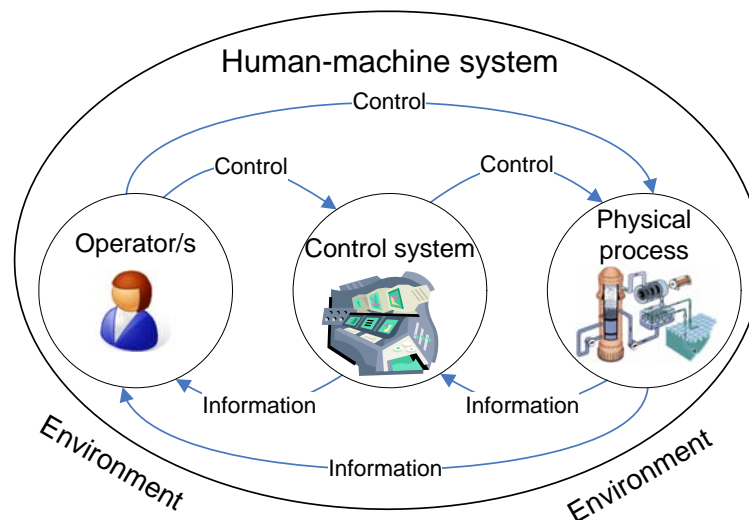 Human-machine system
Control
Control
Control
Operator/s
Control system
Physical
process
Information
Information
Information
Environment
Environment